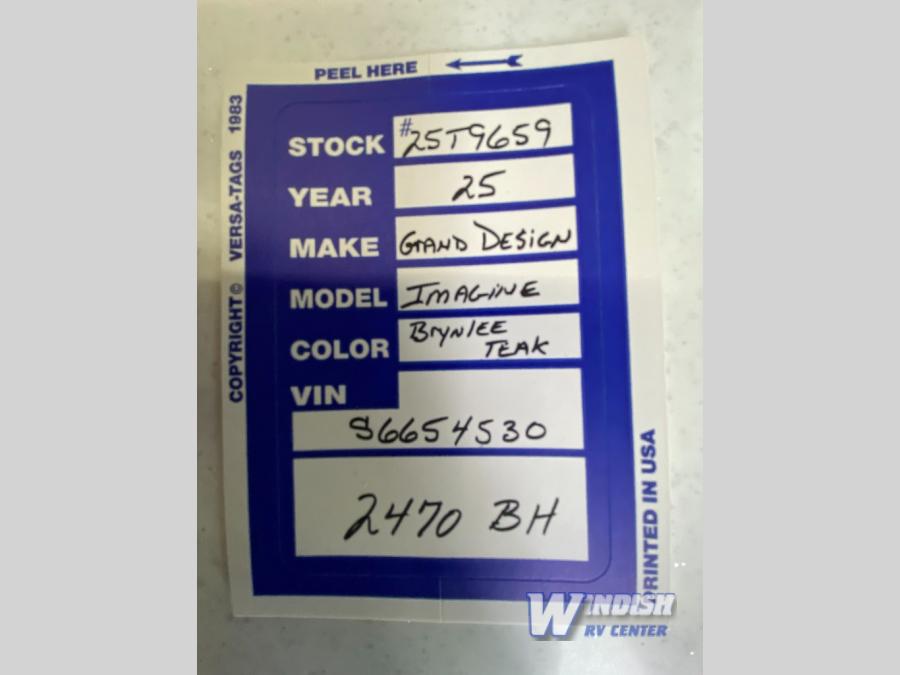 PEEL HERE
COPYRIGHT © VERSA-TAGS 1983
STOCK #25T9659
YEAR 25
MAKE GRAND DESIGN
MODEL IMAGINE
COLOR BRYNLEE
TEAK
VIN
S6654530
2470 BH
PRINTED IN USA
WINDISH
RV CENTER